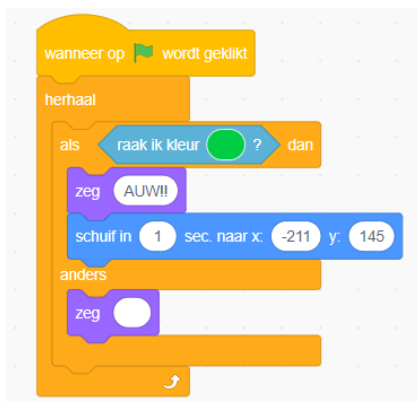 wanneer op wordt geklikt
herhaal
als raak ik kleur ? dan
zeg AUW!!
schuif in 1 sec. naar x: -211 y: 145
anders
zeg